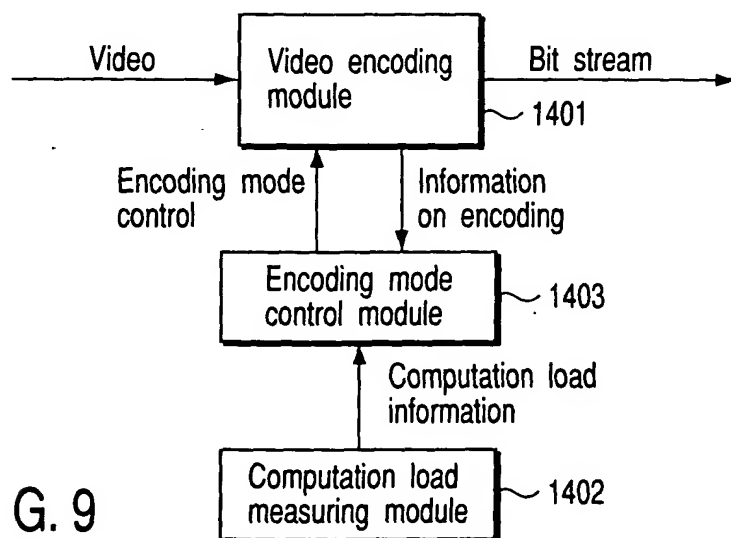 Video
Video encoding
module
Bit stream
1401
Encoding mode
control
Information
on encoding
Encoding mode
control module
1403
Computation load
information
Computation load
measuring module
1402
G. 9